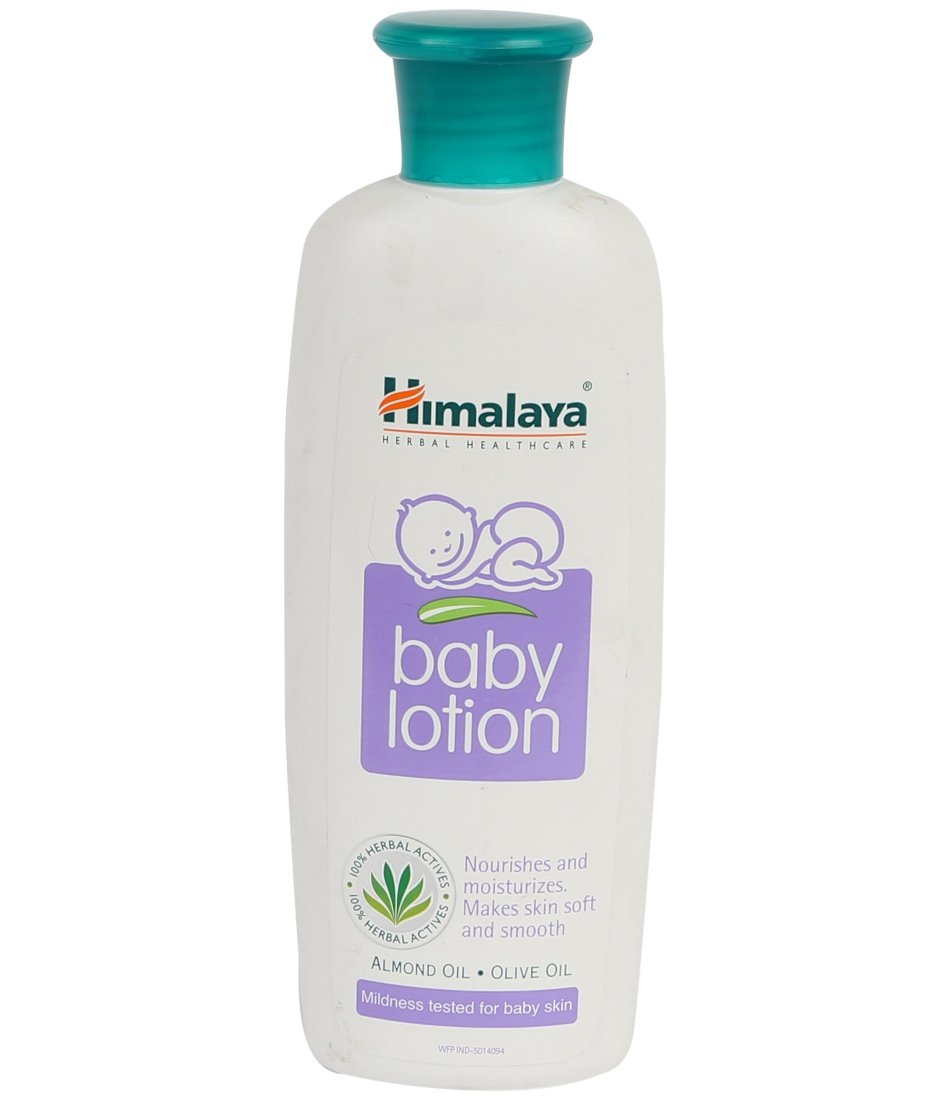 Himalaya®
HERBAL HEALTHCARE
baby
lotion
100% HERBAL ACTIVES
100% HERBAL ACTIVES
Nourishes and
moisturizes.
Makes skin soft
and smooth
ALMOND OIL • OLIVE OIL
Mildness tested for baby skin
WFP IND-5014094